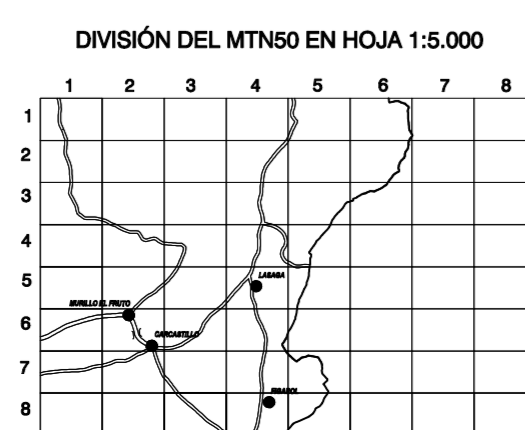 DIVISIÓN DEL MTN50 EN HOJA 1:5.000
1 2 3 4 5 6 7 8
1
2
3
4
5
LASAGA
MURILLO EL FRUTO
6
CARCASTILLO
7
8